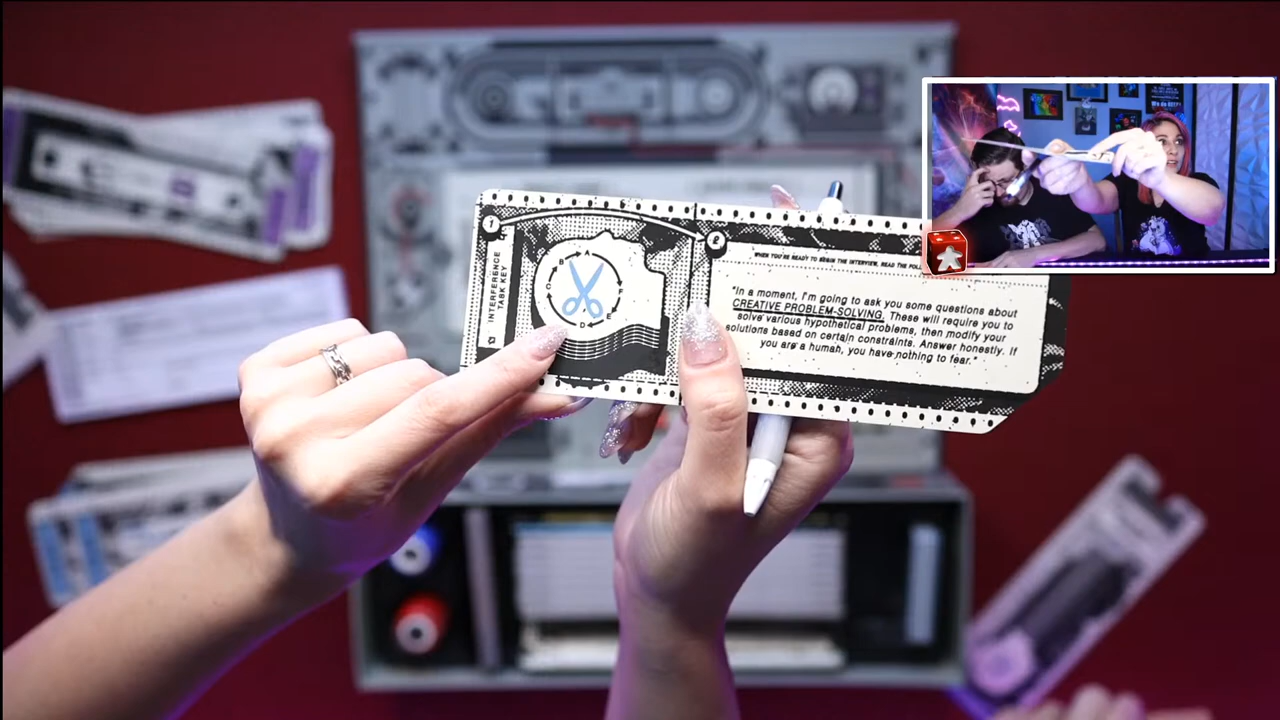 1
2
INTERFERENCE
TASK KEY
A
B
C
D
E
F
WHEN YOU'RE READY TO BEGIN THE INTERVIEW, READ THE
"In a moment, I'm going to ask you some questions about
CREATIVE PROBLEM-SOLVING. These will require you to
solve various hypothetical problems, then modify your
solutions based on certain constraints. Answer honestly. If
you are a human, you have nothing to fear."